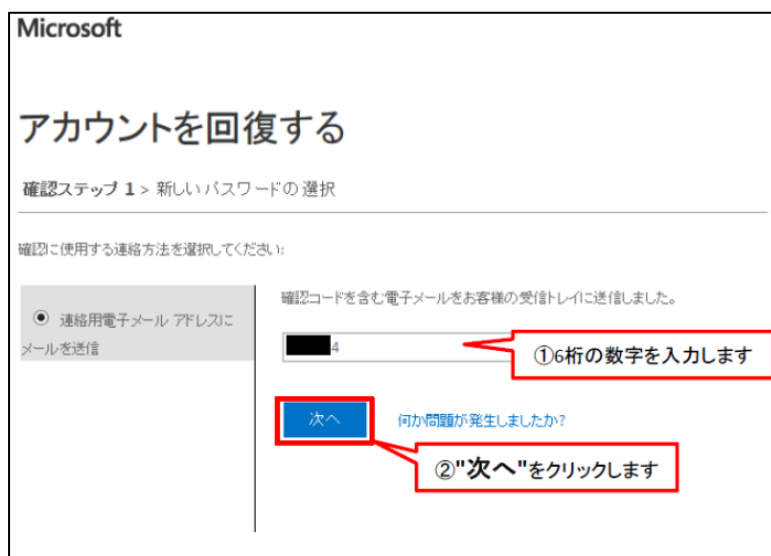 Microsoft
アカウントを回復する
確認ステップ 1 > 新しいパスワードの選択
確認に使用する連絡方法を選択してください:
連絡用電子メール アドレスに
メールを送信
確認コードを含む電子メールをお客様の受信トレイに送信しました。
4
①6桁の数字を入力します
次へ
何か問題が発生しましたか?
②"次へ"をクリックします